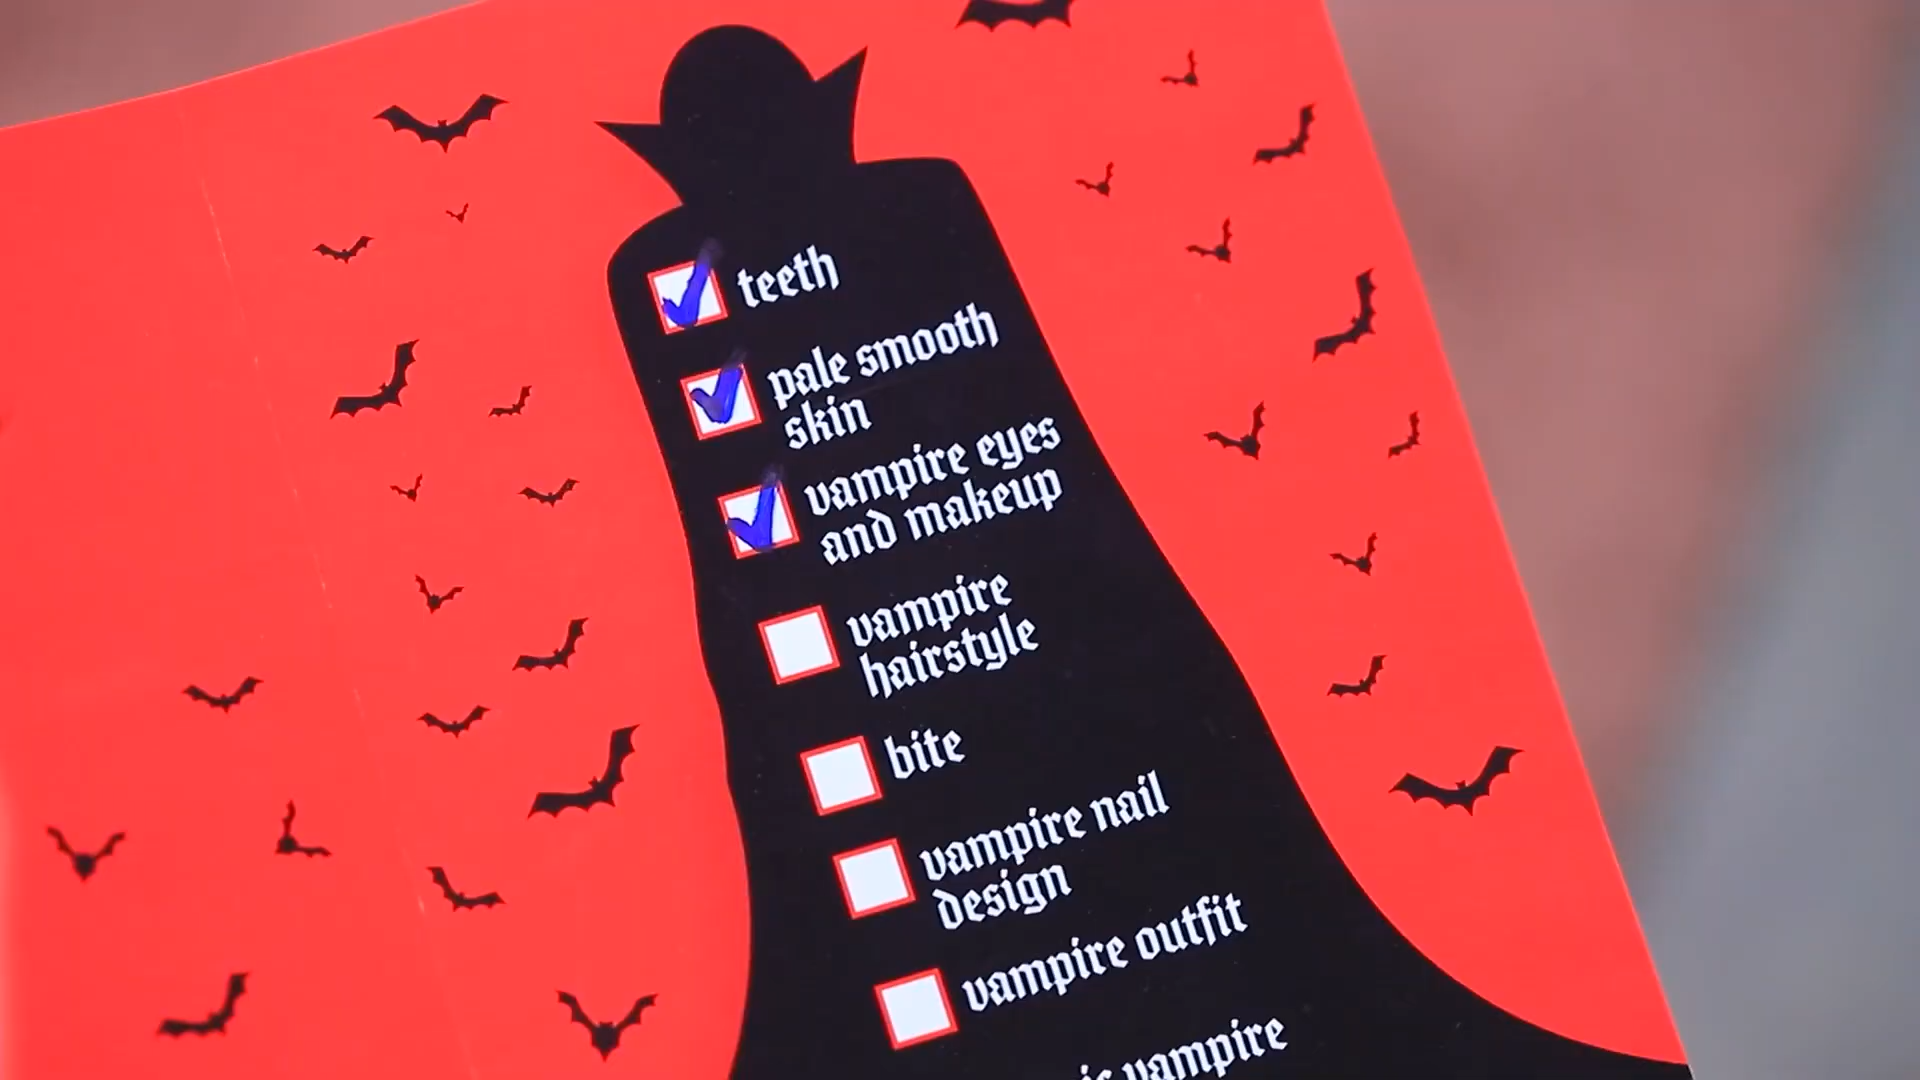 teeth
pale smooth
skin
vampire eyes
and makeup
vampire
hairstyle
bite
vampire nail
design
vampire outfit
vampire